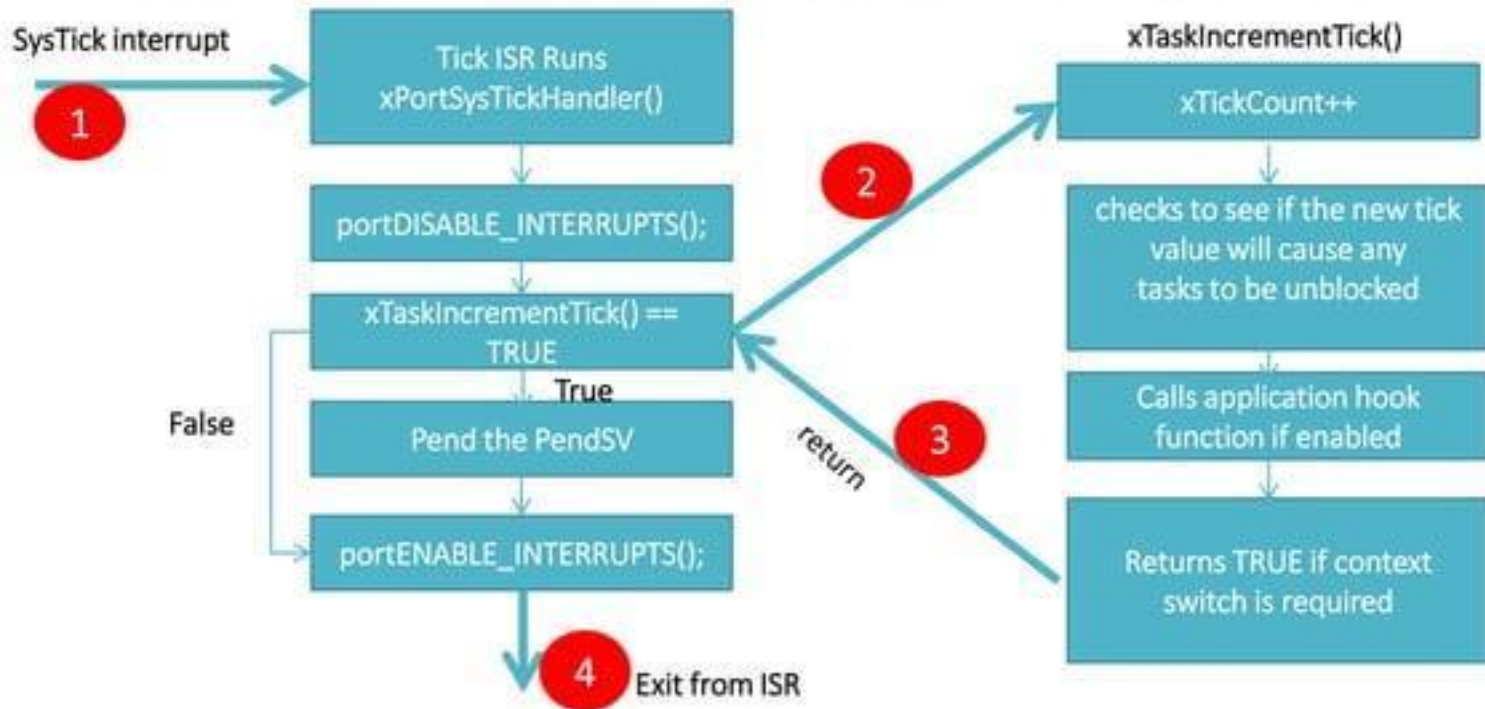 SysTick interrupt
1
Tick ISR Runs
xPortSysTickHandler()
portDISABLE_INTERRUPTS();
xTaskIncrementTick() ==
TRUE
True
False
Pend the PendSV
portENABLE_INTERRUPTS();
4
Exit from ISR
2
return
3
xTaskIncrementTick()
xTickCount++
checks to see if the new tick
value will cause any
tasks to be unblocked
Calls application hook
function if enabled
Returns TRUE if context
switch is required